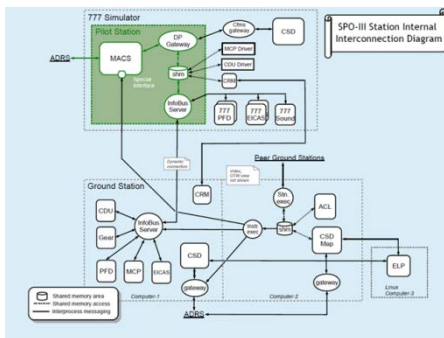 SPO-III Station Internal
Interconnection Diagram
777 Simulator
Pilot Station
ADRS
MACS
Special
interface
DP
Gateway
shm
InfoBus
Server
Citrix
gateway
CSD
MCP Driver
CDU Driver
CRM
777
PFD
777
EICAS
777
Sound
Dynamic
connection
CRM
Peer Ground Stations
Ground Station
CDU
Gear
PFD
MCP
EICAS
InfoBus
Server
CSD
gateway
ADRS
Stn
exec
shm
ACL
Instr
exec
CSD
Map
gateway
ELP
Computer-1
Computer-2
Linux
Computer-3
Shared memory area
Shared memory access
Interprocess messaging